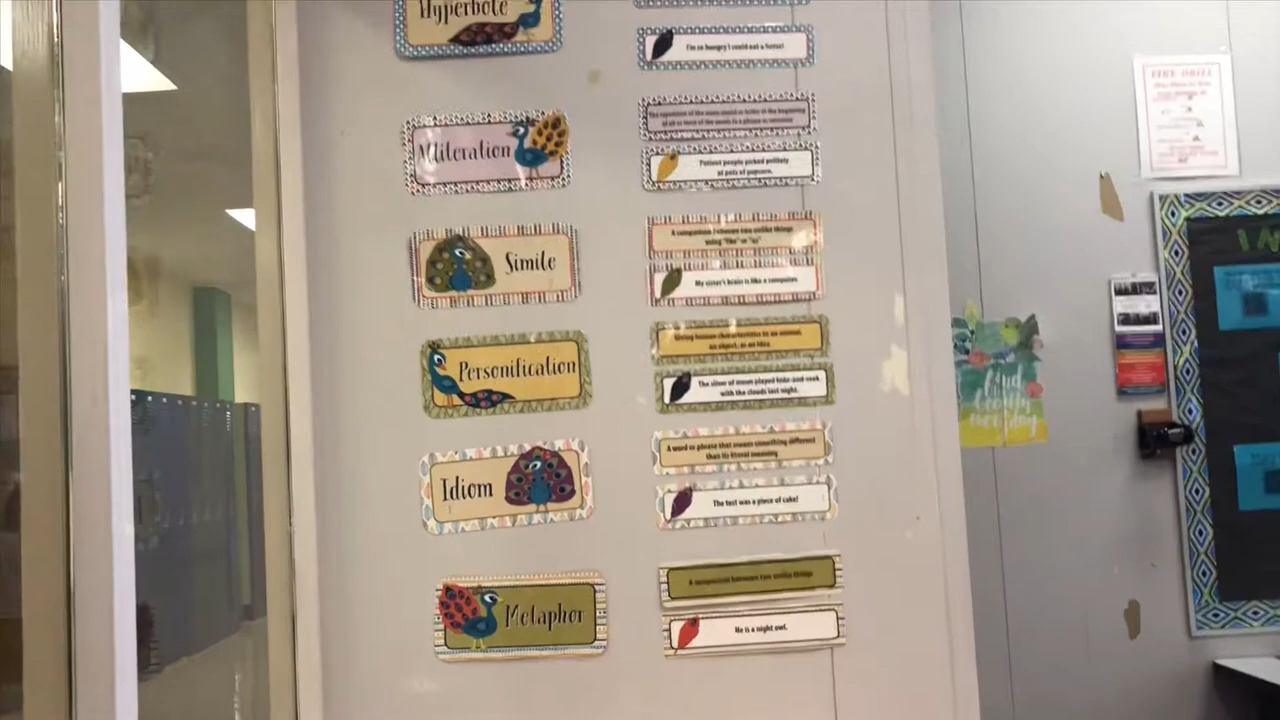 Hyperbole
I'm so hungry I could eat a horse!
Alliteration
The repetition of the same sound or letter at the beginning
of all or most of the words in a phrase or sentence
Patient people picked politely
at pots of popcorn.
Simile
A comparison between two unlike things
using "like" or "as"
My sister's brain is like a computer.
Personification
Giving human characteristics to an animal,
an object, or an idea.
The sliver of moon played hide-and-seek
with the clouds last night.
Idiom
A word or phrase that means something different
than its literal meaning
The test was a piece of cake!
Metaphor
A comparison between two unlike things
He is a night owl.
FIRE DRILL
every day